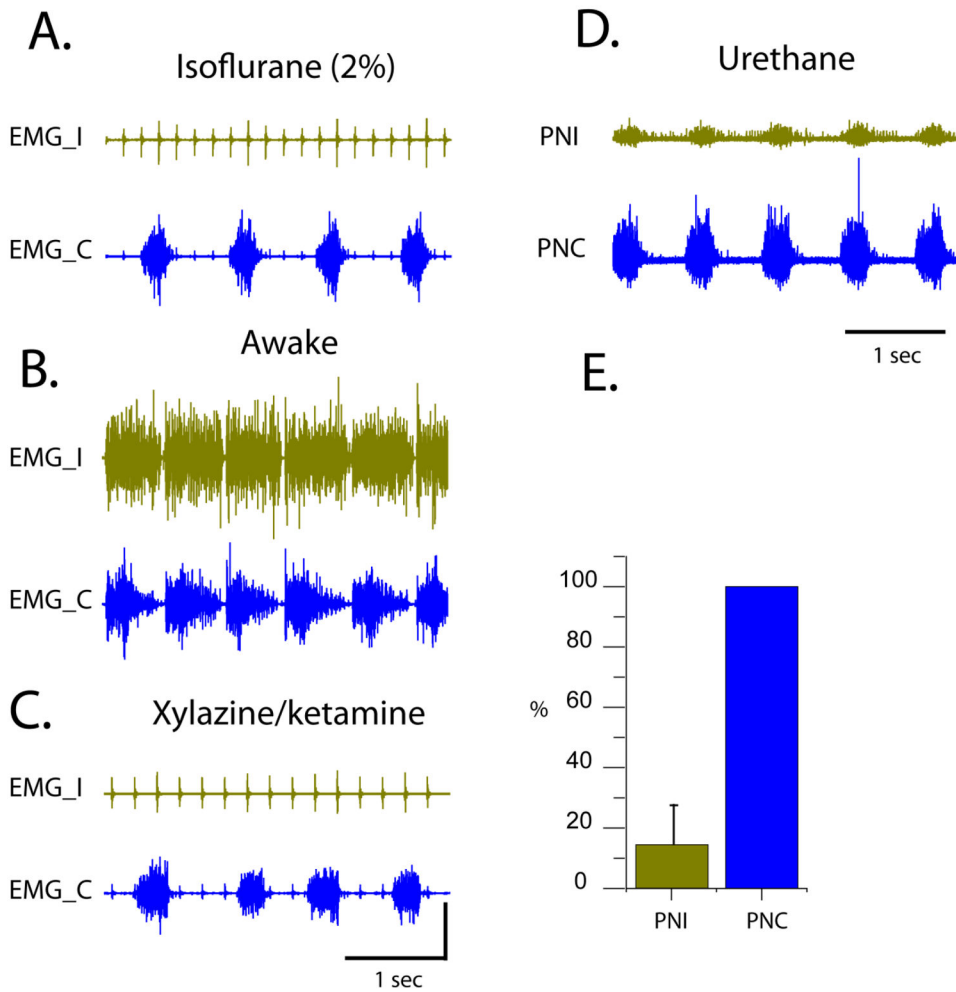 A.
Isoflurane (2%)
EMG_I
EMG_C
Awake
B.
EMG_I
EMG_C
C.
Xylazine/ketamine
EMG_I
EMG_C
1 sec
D.
Urethane
PNI
PNC
1 sec
E.
100
80
60
%
40
20
0
PNI PNC